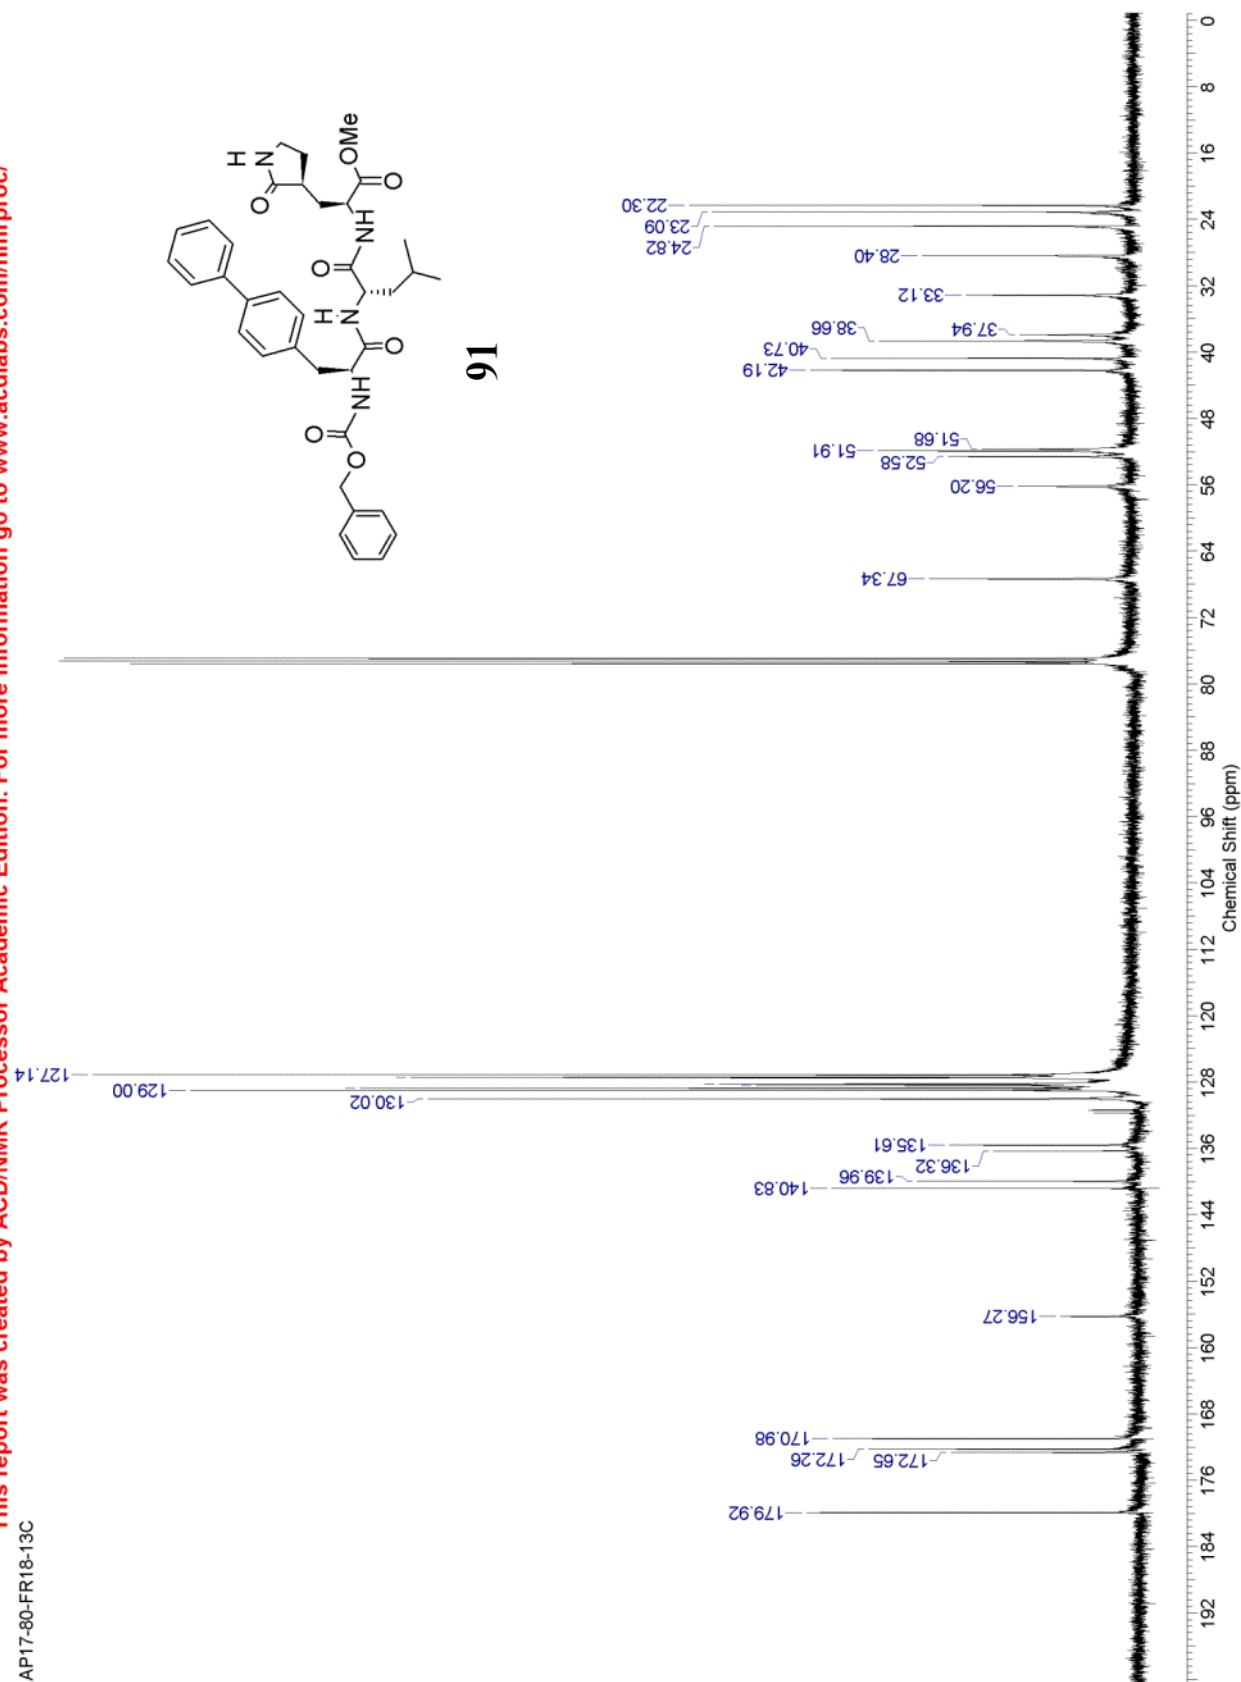 This report was created by ACD/NMR Processor Academic Edition. For more information go to www.acdlabs.com/nmrproc/
AP17-80-FR18-13C
127.14
129.00
130.02
135.61
136.32
139.96
140.83
156.27
170.98
172.26
172.65
179.92
67.34
56.20
52.58
51.91
51.68
42.19
40.73
38.66
37.94
33.12
28.40
24.82
23.09
22.30
O
O
N
H
O
H
N
O
N
H
O
OMe
O
H
N
91
192
184
176
168
160
152
144
136
128
120
112
104
96
88
80
72
64
56
48
40
32
24
16
8
0
Chemical Shift (ppm)